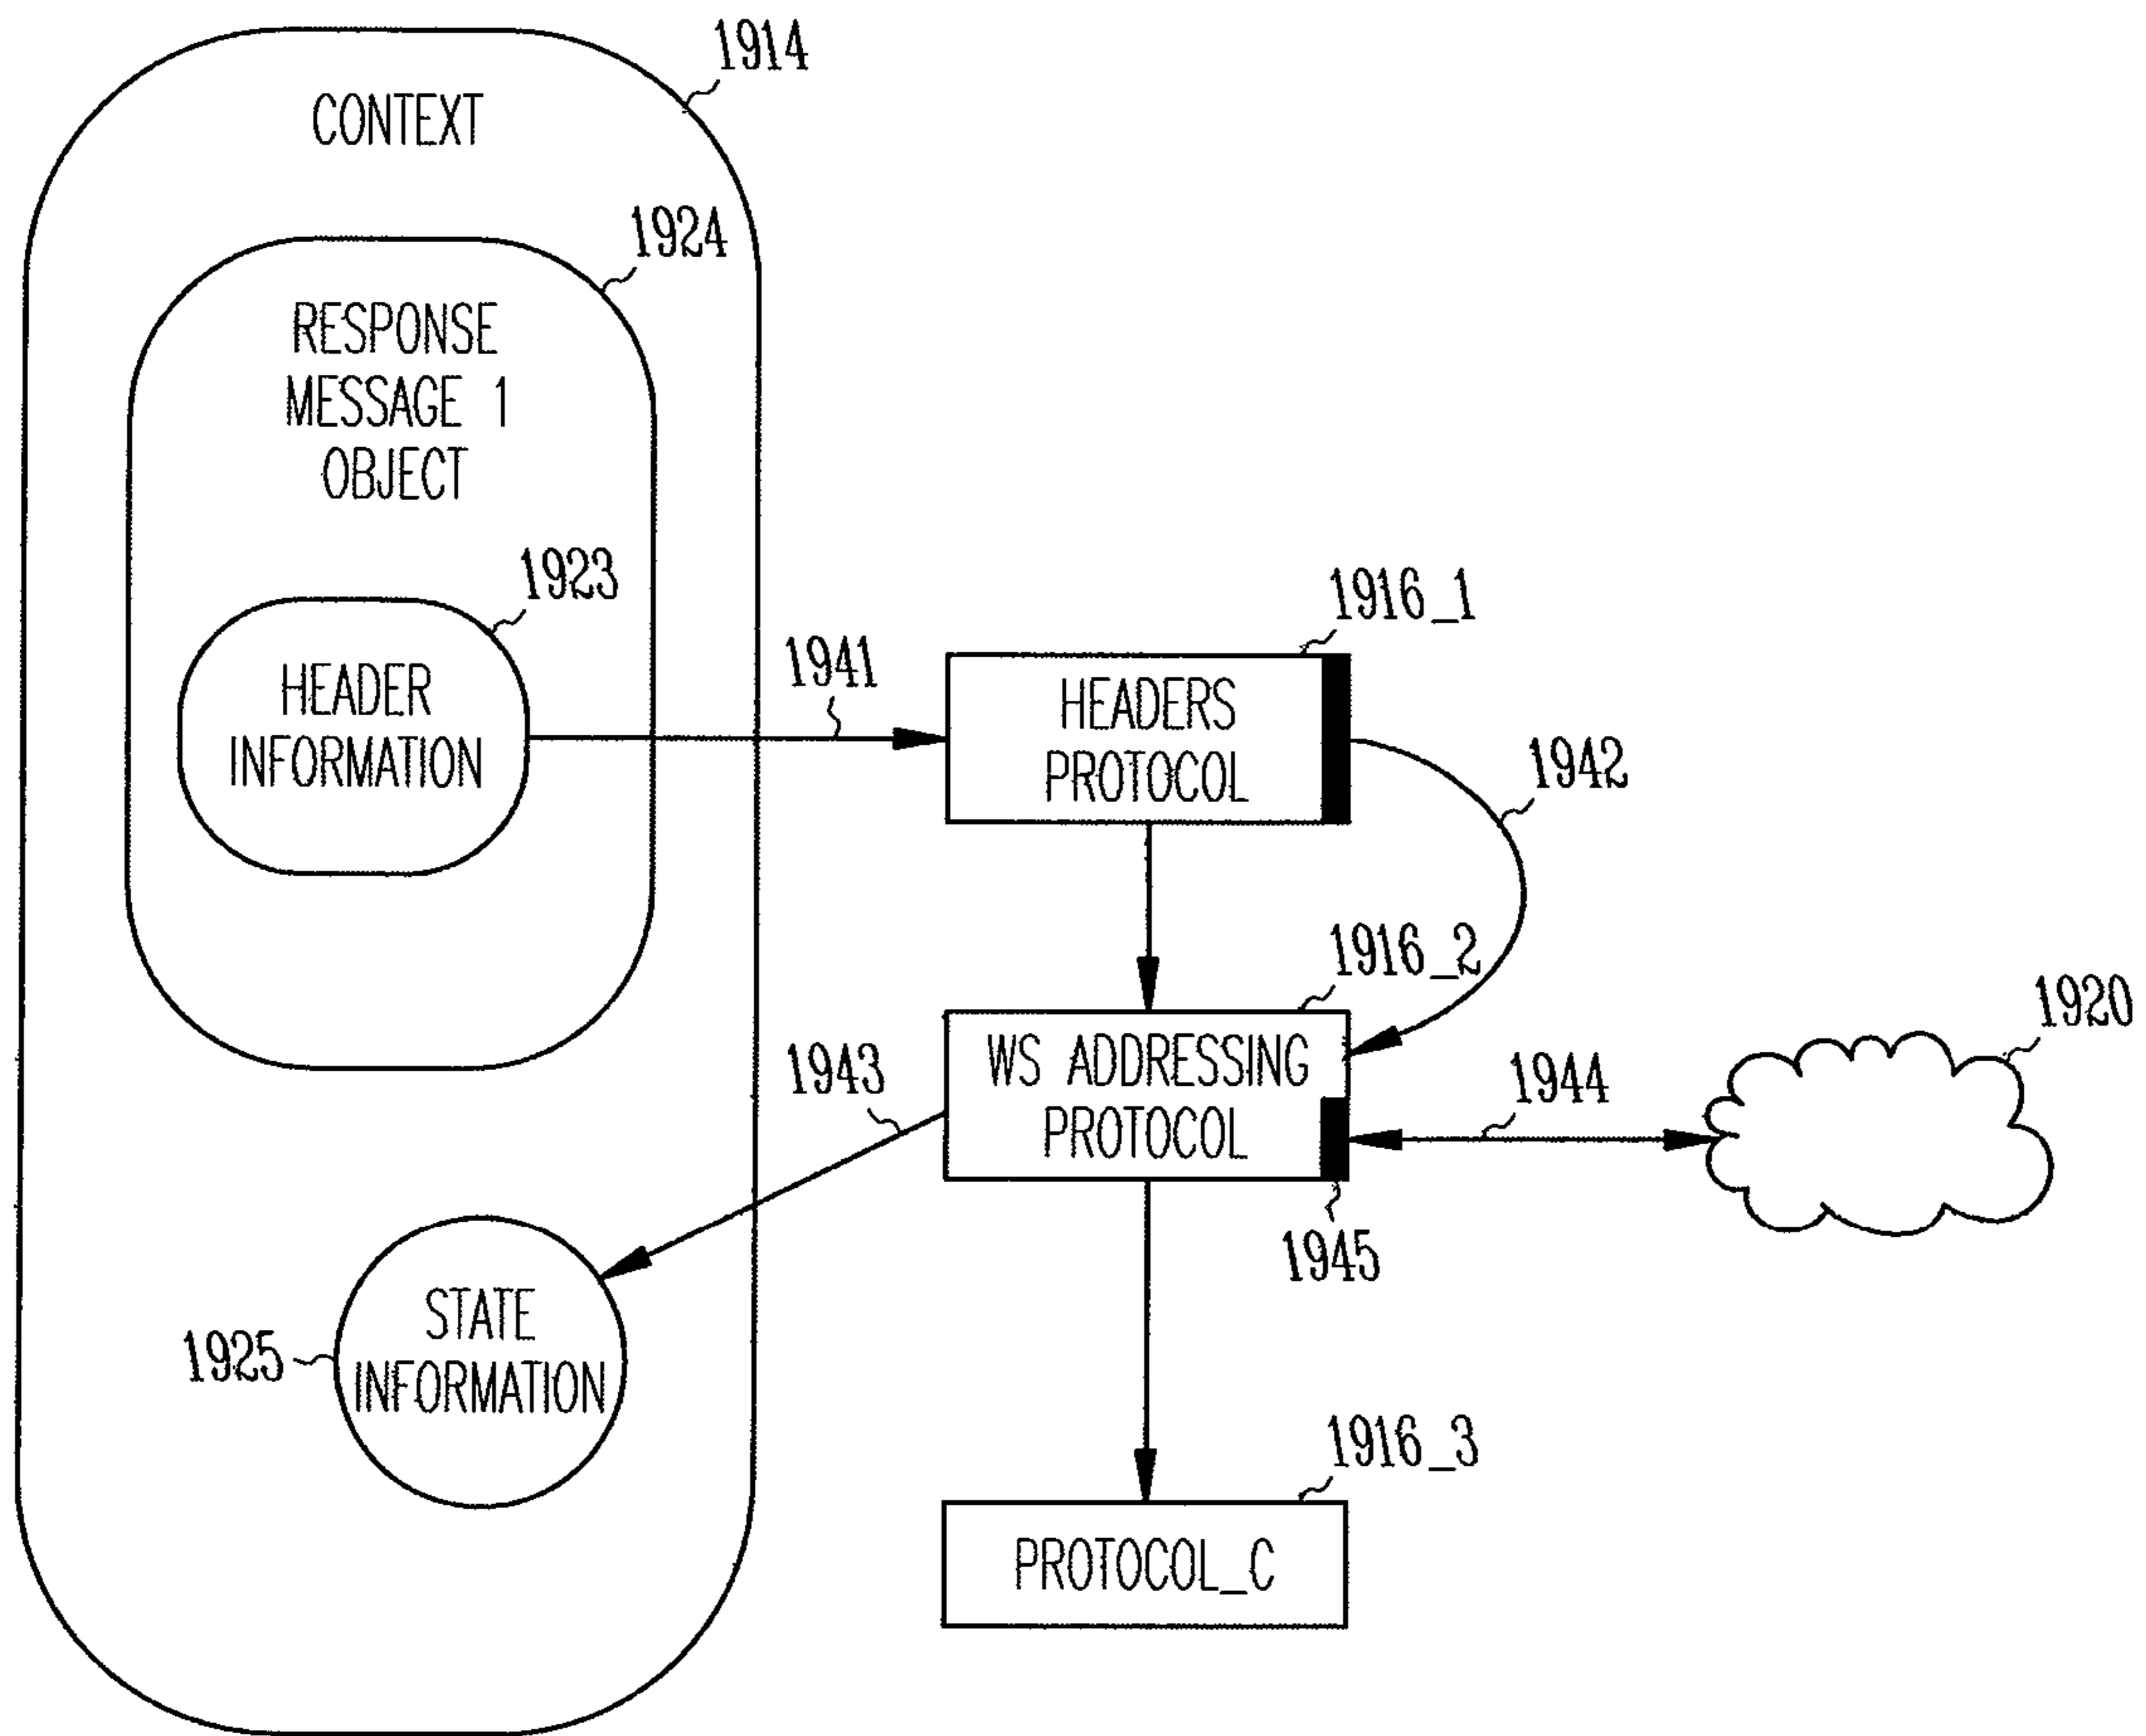 1914
CONTEXT
1924
RESPONSE
MESSAGE 1
OBJECT
1923
HEADER
INFORMATION
1941
1916_1
HEADERS
PROTOCOL
1942
1916_2
WS ADDRESSING
PROTOCOL
1943
1944
1920
1945
STATE
INFORMATION
1925
1916_3
PROTOCOL_C